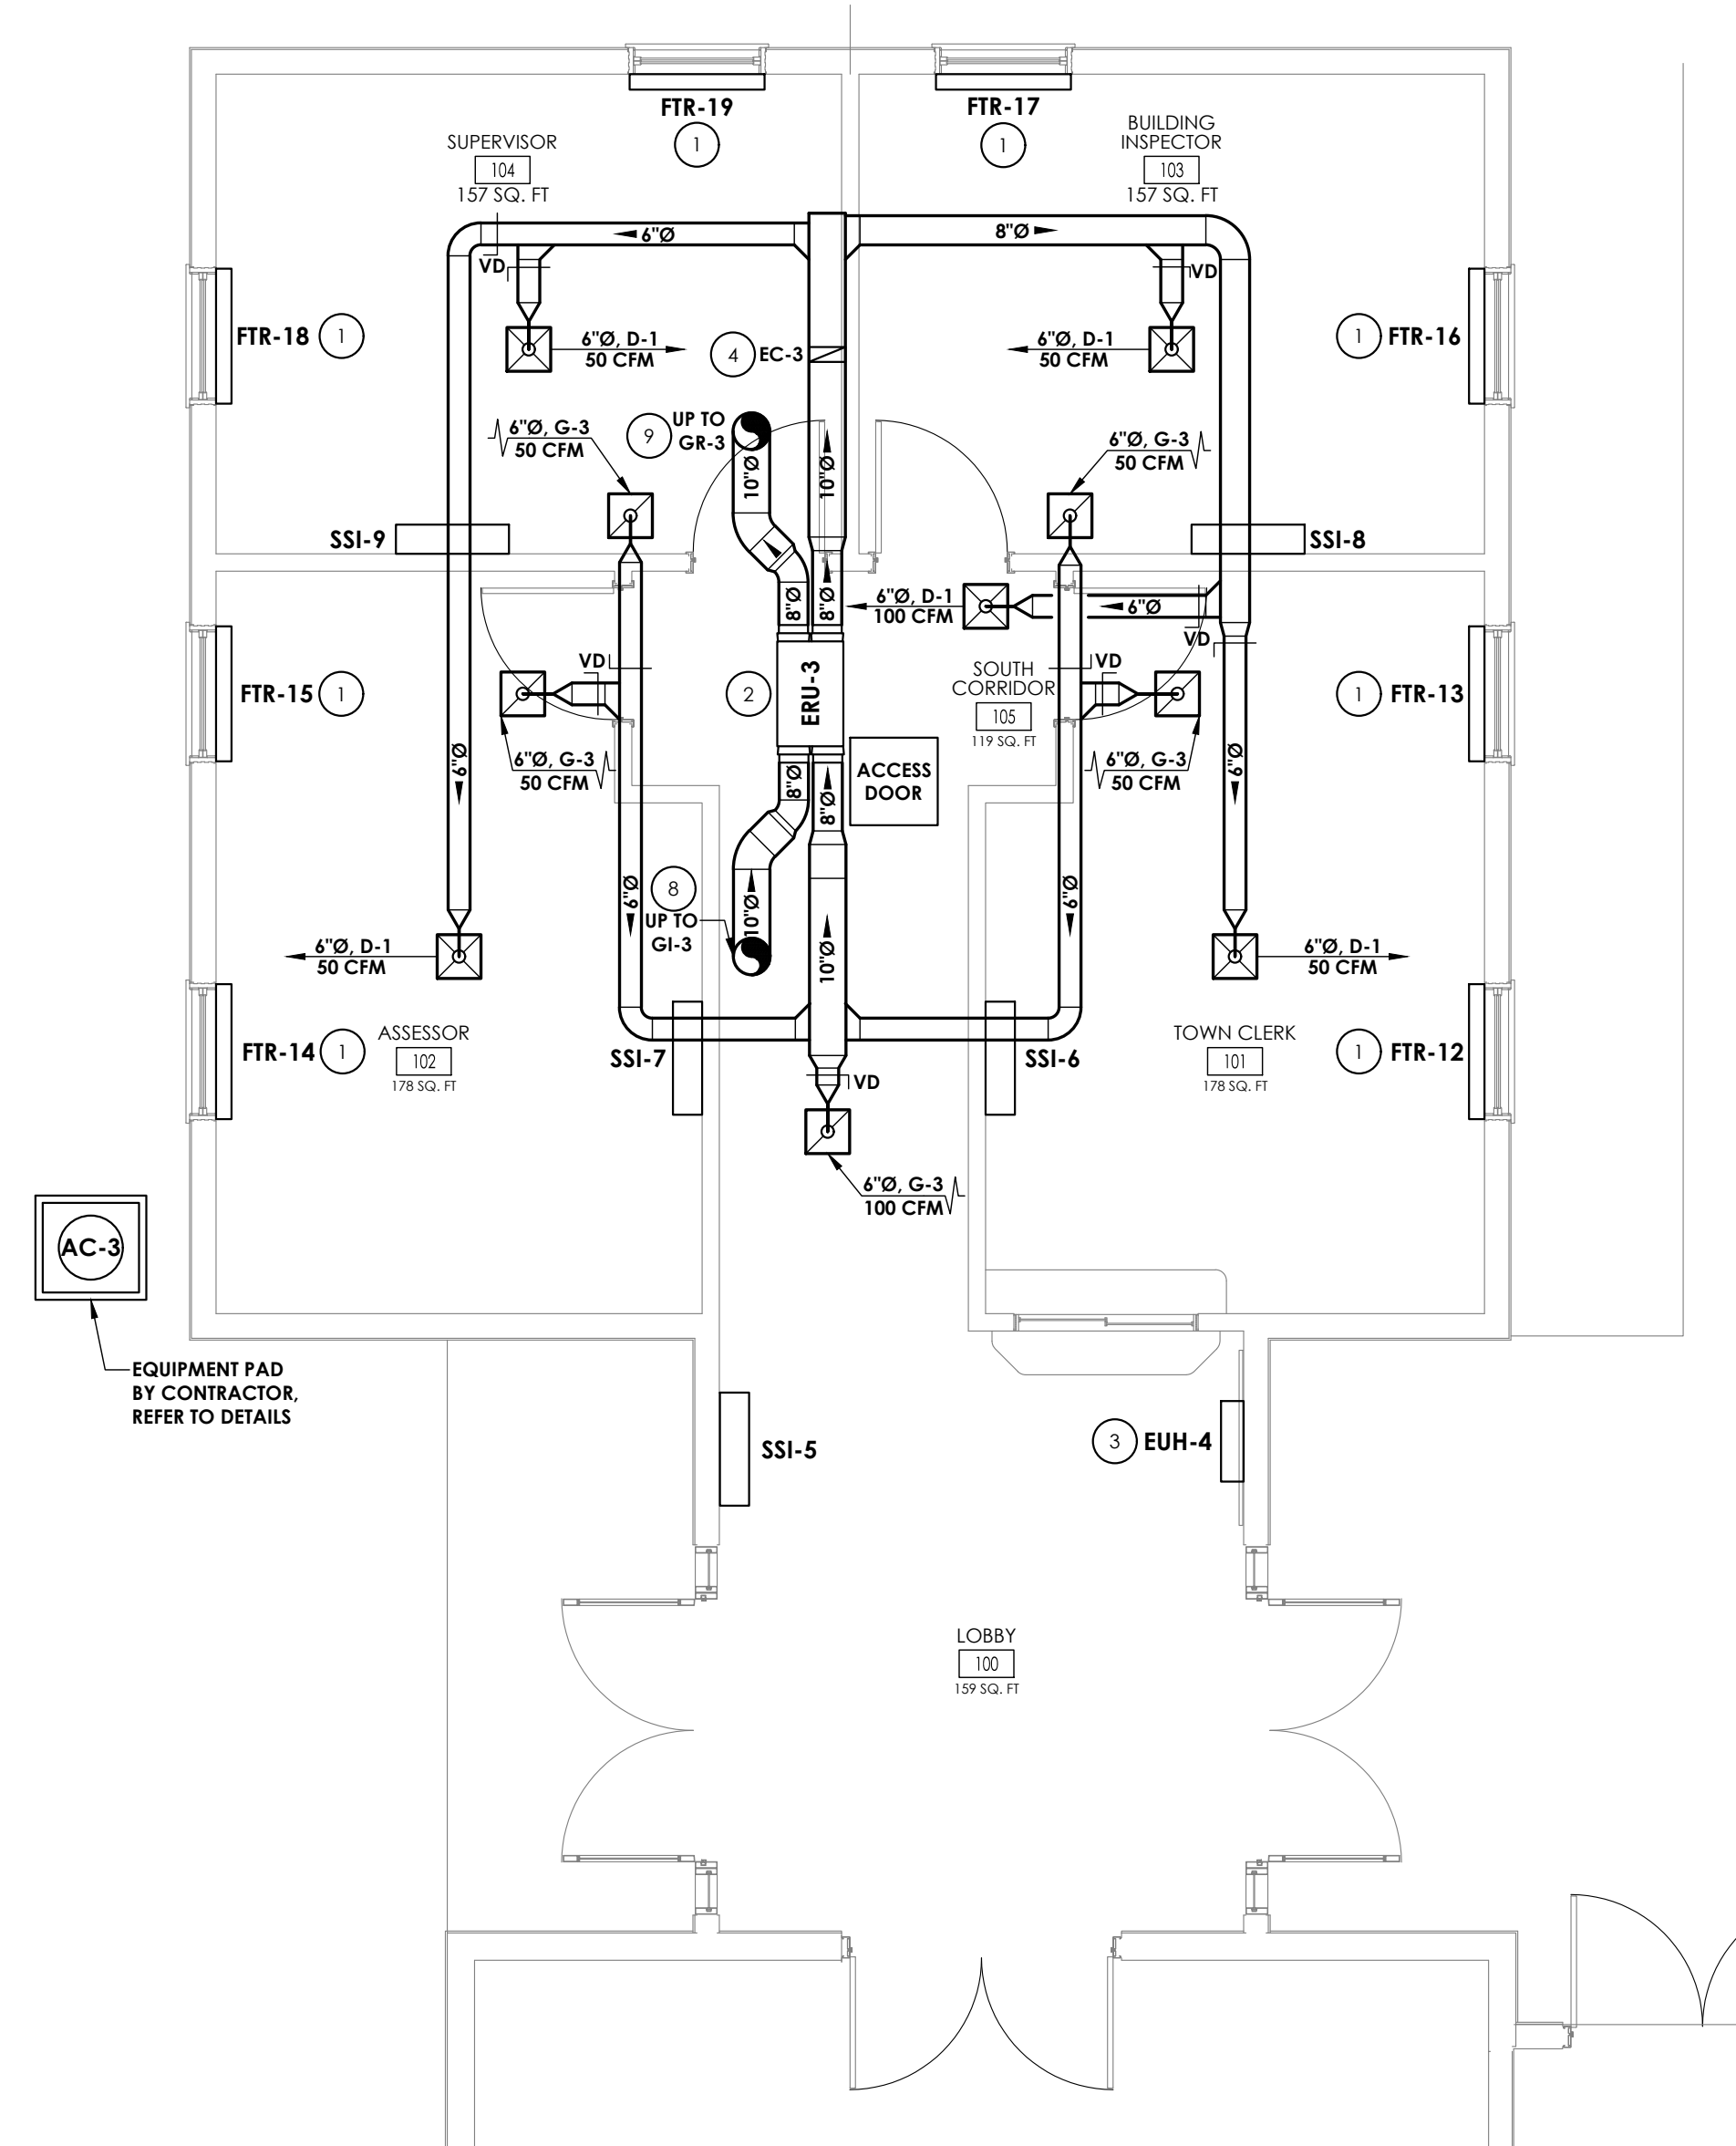 FTR-19
1
FTR-17
1
SUPERVISOR
104
157 SQ. FT
BUILDING
INSPECTOR
103
157 SQ. FT
6"Ø
8"Ø
VD
VD
FTR-18
1
6"Ø, D-1
50 CFM
4
EC-3
6"Ø, D-1
50 CFM
1
FTR-16
6"Ø, G-3
50 CFM
9
UP TO
GR-3
10"Ø
10"Ø
6"Ø, G-3
50 CFM
SSI-9
SSI-8
8"Ø
8"Ø
6"Ø, D-1
100 CFM
6"Ø
VD
VD
VD
FTR-15
1
2
ERU-3
SOUTH
CORRIDOR
105
119 SQ. FT
1
FTR-13
6"Ø
6"Ø, G-3
50 CFM
8"Ø
8"Ø
ACCESS
DOOR
6"Ø, G-3
50 CFM
6"Ø
6"Ø
8
UP TO
GI-3
10"Ø
10"Ø
6"Ø
6"Ø, D-1
50 CFM
6"Ø, D-1
50 CFM
FTR-14
1
ASSESSOR
102
178 SQ. FT
SSI-7
SSI-6
TOWN CLERK
101
178 SQ. FT
1
FTR-12
VD
6"Ø, G-3
100 CFM
AC-3
EQUIPMENT PAD
BY CONTRACTOR,
REFER TO DETAILS
SSI-5
3
EUH-4
LOBBY
100
159 SQ. FT